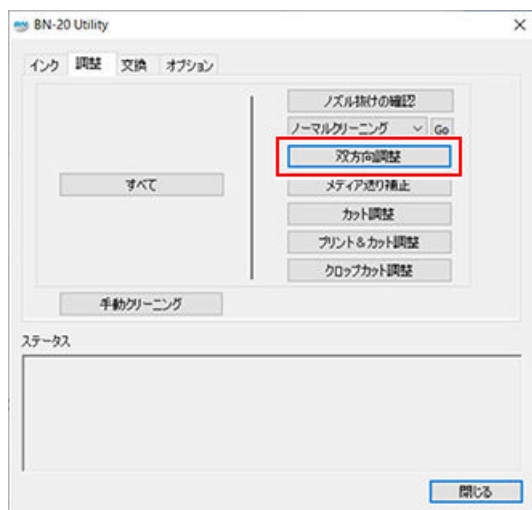 BN-20 Utility
インク 調整 交換 オプション
ノズル抜けの確認
ノーマルクリーニング Go
双方向調整
すべて
メディア送り補正
カット調整
プリント＆カット調整
クロップカット調整
手動クリーニング
ステータス
閉じる